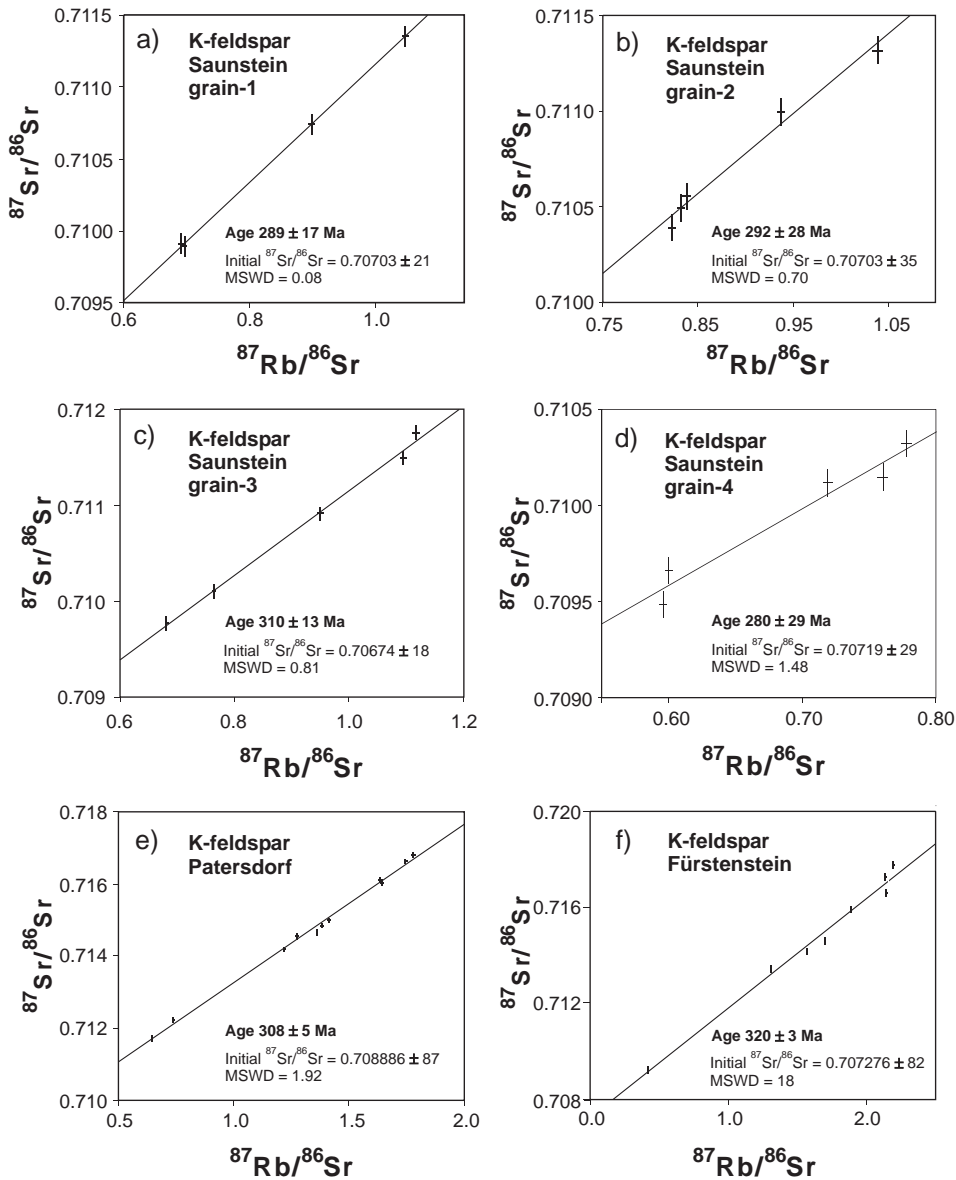 a)
K-feldspar
Saunstein
grain-1
0.7115
0.7110
0.7105
0.7100
0.7095
⁸⁷Sr/⁸⁶Sr
Age 289 ± 17 Ma
Initial ⁸⁷Sr/⁸⁶Sr = 0.70703 ± 21
MSWD = 0.08
0.6 0.8 1.0
⁸⁷Rb/⁸⁶Sr
b)
K-feldspar
Saunstein
grain-2
0.7115
0.7110
0.7105
0.7100
⁸⁷Sr/⁸⁶Sr
Age 292 ± 28 Ma
Initial ⁸⁷Sr/⁸⁶Sr = 0.70703 ± 35
MSWD = 0.70
0.75 0.85 0.95 1.05
⁸⁷Rb/⁸⁶Sr
c)
K-feldspar
Saunstein
grain-3
0.712
0.711
0.710
0.709
⁸⁷Sr/⁸⁶Sr
Age 310 ± 13 Ma
Initial ⁸⁷Sr/⁸⁶Sr = 0.70674 ± 18
MSWD = 0.81
0.6 0.8 1.0 1.2
⁸⁷Rb/⁸⁶Sr
d)
K-feldspar
Saunstein
grain-4
0.7105
0.7100
0.7095
0.7090
⁸⁷Sr/⁸⁶Sr
Age 280 ± 29 Ma
Initial ⁸⁷Sr/⁸⁶Sr = 0.70719 ± 29
MSWD = 1.48
0.60 0.70 0.80
⁸⁷Rb/⁸⁶Sr
e)
K-feldspar
Patersdorf
0.718
0.716
0.714
0.712
0.710
⁸⁷Sr/⁸⁶Sr
Age 308 ± 5 Ma
Initial ⁸⁷Sr/⁸⁶Sr = 0.708886 ± 87
MSWD = 1.92
0.5 1.0 1.5 2.0
⁸⁷Rb/⁸⁶Sr
f)
K-feldspar
Fürstenstein
0.720
0.716
0.712
0.708
⁸⁷Sr/⁸⁶Sr
Age 320 ± 3 Ma
Initial ⁸⁷Sr/⁸⁶Sr = 0.707276 ± 82
MSWD = 18
0.0 1.0 2.0
⁸⁷Rb/⁸⁶Sr